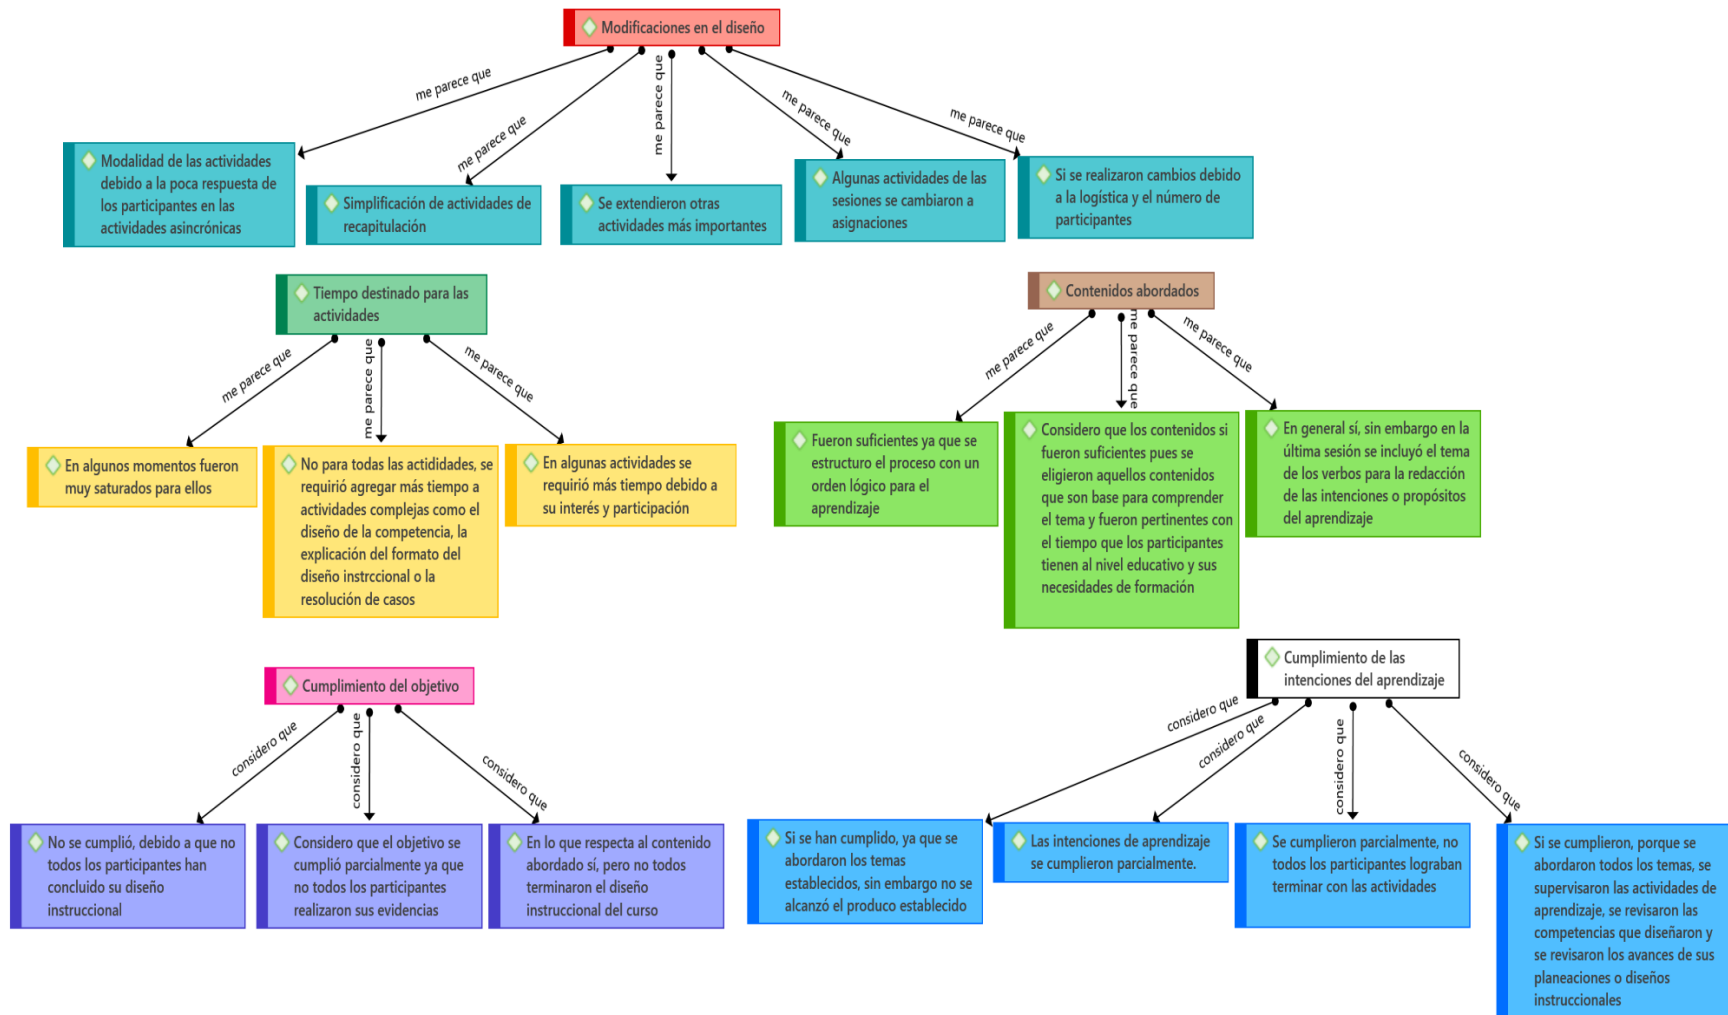 Modificaciones en el diseño
me parece que
me parece que
me parece que
me parece que
me parece que
Modalidad de las actividades
debido a la poca respuesta de
los participantes en las
actividades asincrónicas
Simplificación de actividades de
recapitulación
Se extendieron otras
actividades más importantes
Algunas actividades de las
sesiones se cambiaron a
asignaciones
Si se realizaron cambios debido
a la logística y el número de
participantes
Tiempo destinado para las
actividades
me parece que
me parece que
me parece que
En algunos momentos fueron
muy saturados para ellos
No para todas las actididades, se
requirió agregar más tiempo a
actividades complejas como el
diseño de la competencia, la
explicación del formato del
diseño instrccional o la
resolución de casos
En algunas actividades se
requirió más tiempo debido a
su interés y participación
Contenidos abordados
me parece que
me parece que
me parece que
Fueron suficientes ya que se
estructuro el proceso con un
orden lógico para el
aprendizaje
Considero que los contenidos si
fueron suficientes pues se
eligieron aquellos contenidos
que son base para comprender
el tema y fueron pertinentes con
el tiempo que los participantes
tienen al nivel educativo y sus
necesidades de formación
En general sí, sin embargo en la
última sesión se incluyó el tema
de los verbos para la redacción
de las intenciones o propósitos
del aprendizaje
Cumplimiento del objetivo
considero que
considero que
considero que
No se cumplió, debido a que no
todos los participantes han
concluido su diseño
instruccional
Considero que el objetivo se
cumplió parcialmente ya que
no todos los participantes
realizaron sus evidencias
En lo que respecta al contenido
abordado sí, pero no todos
terminaron el diseño
instruccional del curso
Cumplimiento de las
intenciones del aprendizaje
considero que
considero que
considero que
considero que
Si se han cumplido, ya que se
abordaron los temas
establecidos, sin embargo no se
alcanzó el produco establecido
Las intenciones de aprendizaje
se cumplieron parcialmente.
Se cumplieron parcialmente, no
todos los participantes lograban
terminar con las actividades
Si se cumplieron, porque se
abordaron todos los temas, se
supervisaron las actividades de
aprendizaje, se revisaron las
competencias que diseñaron y
se revisaron los avances de sus
planeaciones o diseños
instruccionales